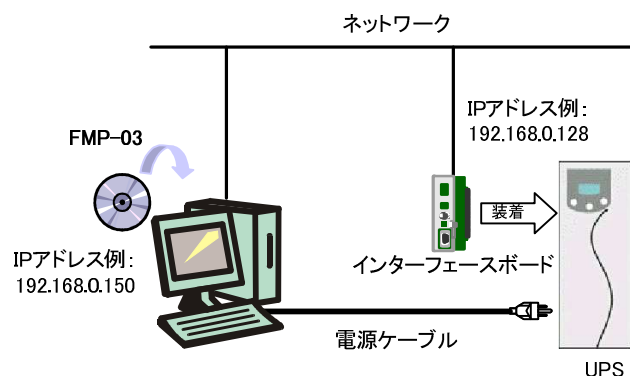 ネットワーク
IPアドレス例:
192.168.0.128
FMP-03
装着
IPアドレス例:
192.168.0.150
インターフェースボード
電源ケーブル
UPS